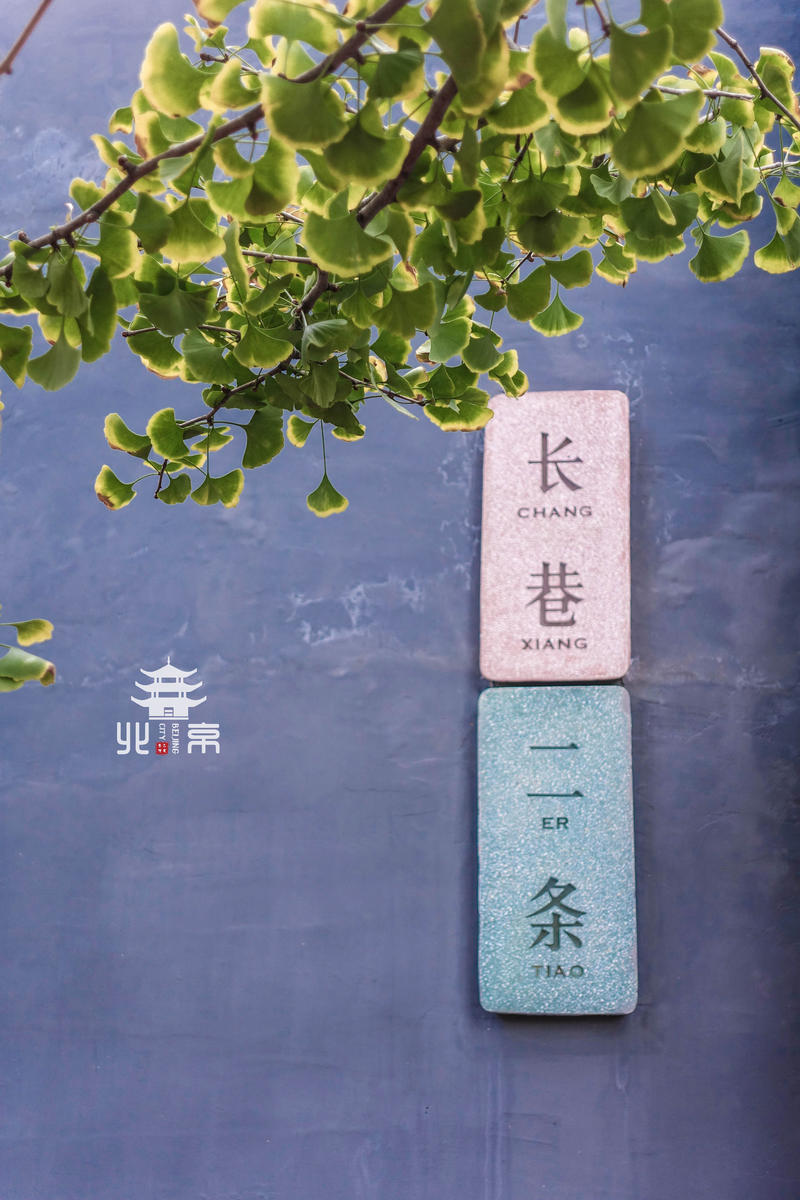 长
CHANG
巷
XIANG
二
ER
条
TIAO
北京
BEIJING
CITY